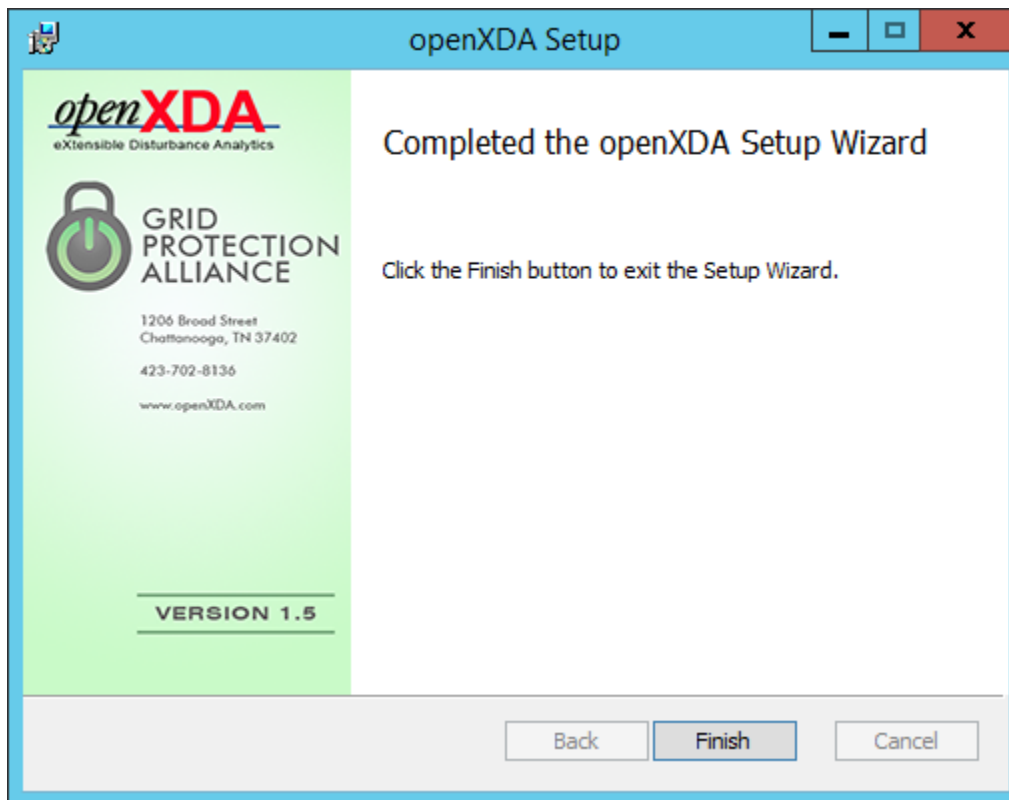 openXDA Setup
openXDA
eXtensible Disturbance Analytics
GRID
PROTECTION
ALLIANCE
1206 Broad Street
Chattanooga, TN 37402
423-702-8136
www.openXDA.com
VERSION 1.5
Completed the openXDA Setup Wizard
Click the Finish button to exit the Setup Wizard.
Back
Finish
Cancel